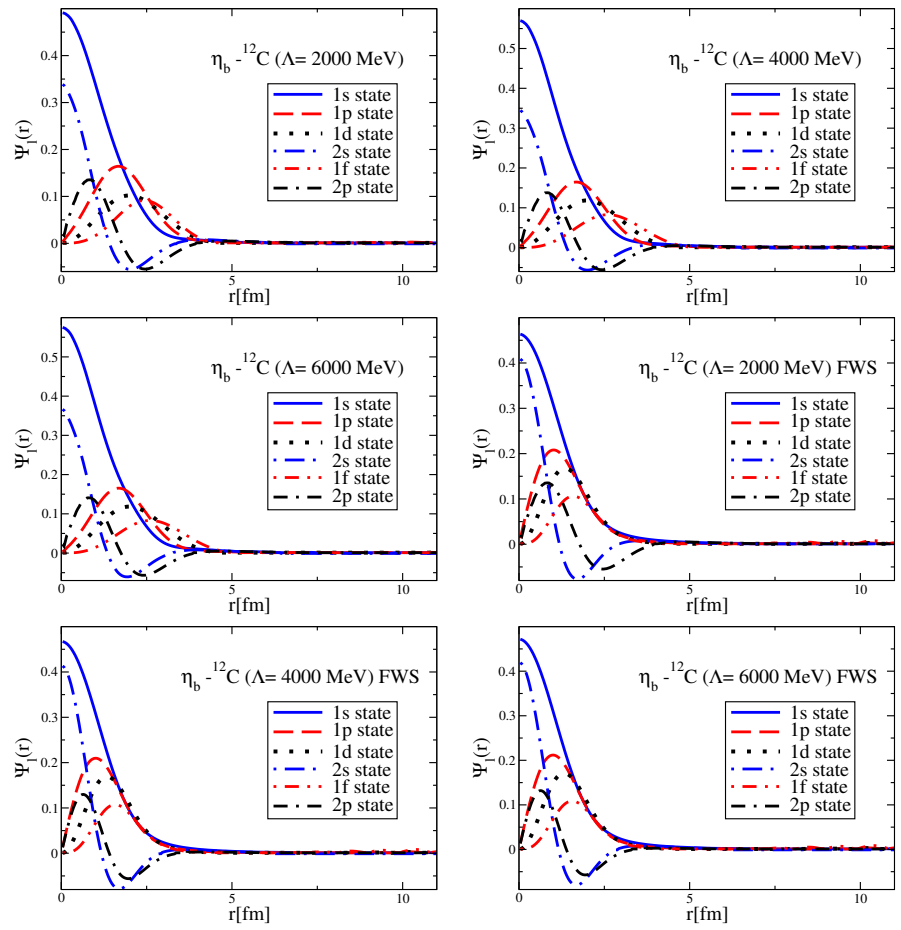 η_b - ¹²C (Λ= 2000 MeV)
1s state
1p state
1d state
2s state
1f state
2p state
Ψ_l(r)
0.5
0.4
0.3
0.2
0.1
0
0
5
10
r[fm]
η_b - ¹²C (Λ= 4000 MeV)
1s state
1p state
1d state
2s state
1f state
2p state
Ψ_l(r)
0.5
0.4
0.3
0.2
0.1
0
0
5
10
r[fm]
η_b - ¹²C (Λ= 6000 MeV)
1s state
1p state
1d state
2s state
1f state
2p state
Ψ_l(r)
0.5
0.4
0.3
0.2
0.1
0
0
5
10
r[fm]
η_b - ¹²C (Λ= 2000 MeV) FWS
1s state
1p state
1d state
2s state
1f state
2p state
Ψ_l(r)
0.4
0.3
0.2
0.1
0
0
5
10
r[fm]
η_b - ¹²C (Λ= 4000 MeV) FWS
1s state
1p state
1d state
2s state
1f state
2p state
Ψ_l(r)
0.4
0.3
0.2
0.1
0
0
5
10
r[fm]
η_b - ¹²C (Λ= 6000 MeV) FWS
1s state
1p state
1d state
2s state
1f state
2p state
Ψ_l(r)
0.4
0.3
0.2
0.1
0
0
5
10
r[fm]